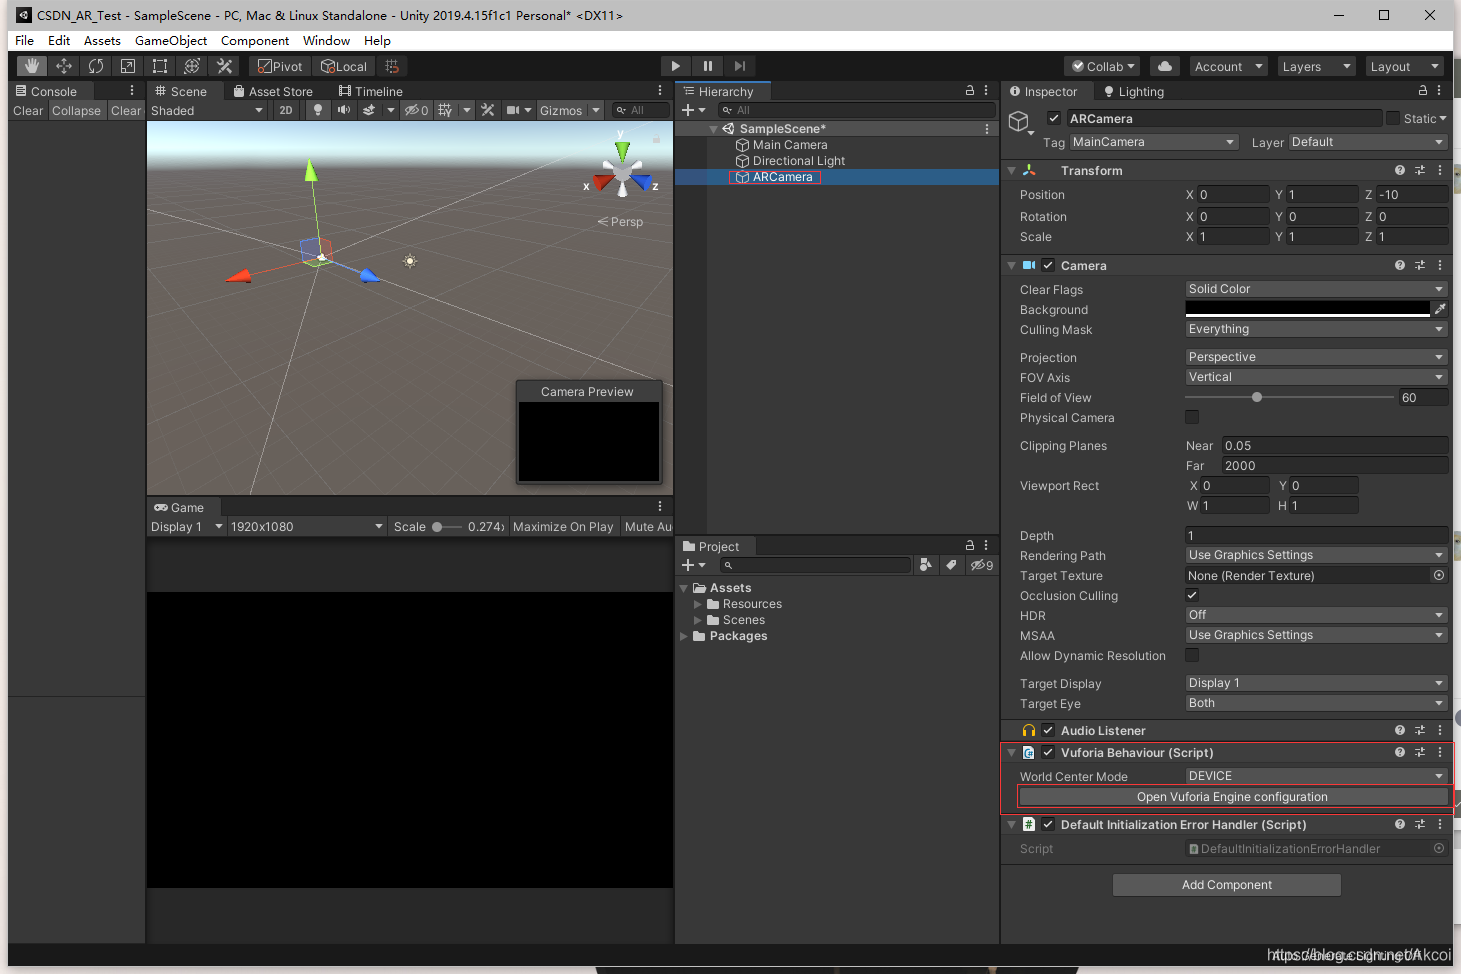 CSDN_AR_Test - SampleScene - PC, Mac & Linux Standalone - Unity 2019.4.15f1c1 Personal* <DX11>
File Edit Assets GameObject Component Window Help
Pivot Local Collab Account Layers Layout
Console
Clear Collapse Clear
Scene Asset Store Timeline
Shaded 2D 0 Gizmos All
y
x z
Persp
Camera Preview
Game
Display 1 1920x1080 Scale 0.274 Maximize On Play Mute Au
Hierarchy
All
SampleScene*
Main Camera
Directional Light
ARCamera
Project
9
Assets
Resources
Scenes
Packages
Inspector Lighting
ARCamera Static
Tag MainCamera Layer Default
Transform
Position X 0 Y 1 Z -10
Rotation X 0 Y 0 Z 0
Scale X 1 Y 1 Z 1
Camera
Clear Flags Solid Color
Background
Culling Mask Everything
Projection Perspective
FOV Axis Vertical
Field of View 60
Physical Camera
Clipping Planes Near 0.05
Far 2000
Viewport Rect X 0 Y 0
W 1 H 1
Depth 1
Rendering Path Use Graphics Settings
Target Texture None (Render Texture)
Occlusion Culling
HDR Off
MSAA Use Graphics Settings
Allow Dynamic Resolution
Target Display Display 1
Target Eye Both
Audio Listener
Vuforia Behaviour (Script)
World Center Mode DEVICE
Open Vuforia Engine configuration
Default Initialization Error Handler (Script)
Script DefaultInitializationErrorHandler
Add Component
Auto Generate Lighting Off
https://blog.csdn.net/Akcoi